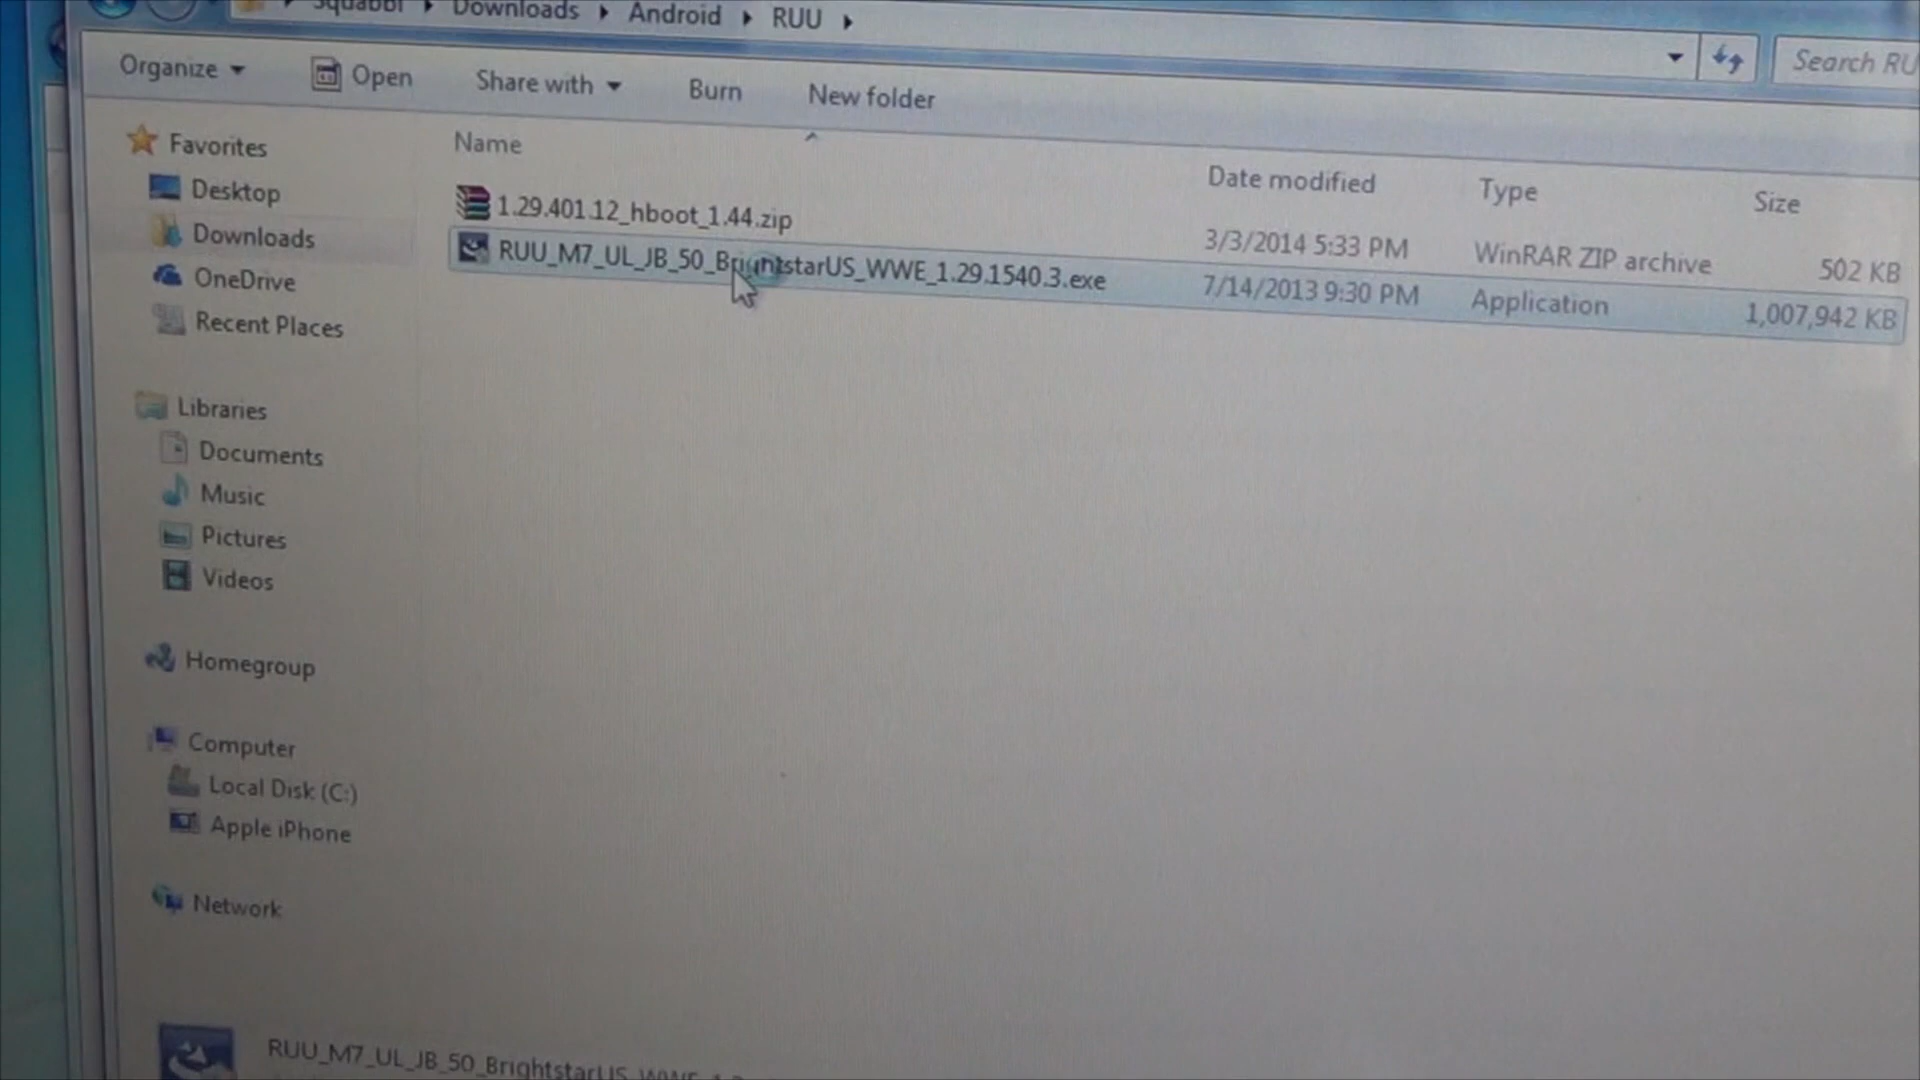 Squabbl Downloads Android RUU
Search RU
Organize Open Share with Burn New folder
Name Date modified Type Size
1.29.401.12_hboot_1.44.zip 3/3/2014 5:33 PM WinRAR ZIP archive 502 KB
RUU_M7_UL_JB_50_BrightstarUS_WWE_1.29.1540.3.exe 7/14/2013 9:30 PM Application 1,007,942 KB
Favorites
Desktop
Downloads
OneDrive
Recent Places
Libraries
Documents
Music
Pictures
Videos
Homegroup
Computer
Local Disk (C:)
Apple iPhone
Network
RUU_M7_UL_JB_50_BrightstarUS_WWE